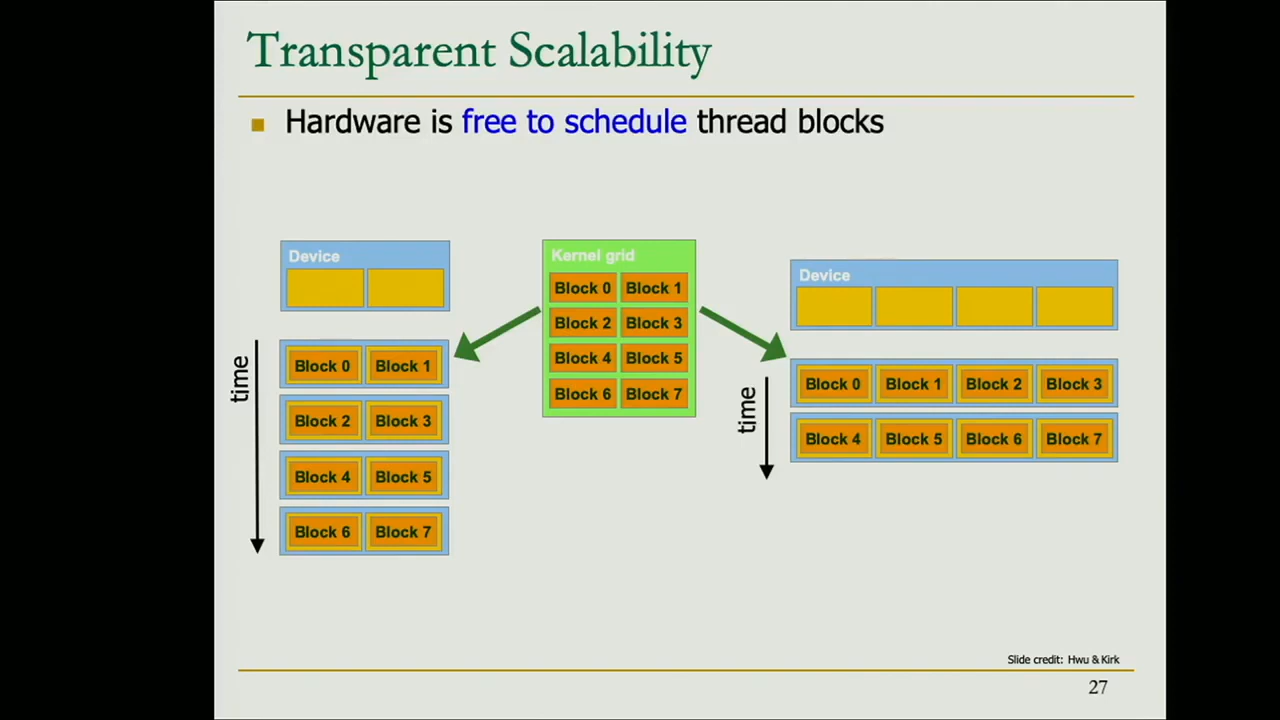 Transparent Scalability
Hardware is free to schedule thread blocks
Device
time
Block 0 Block 1
Block 2 Block 3
Block 4 Block 5
Block 6 Block 7
Kernel grid
Block 0 Block 1
Block 2 Block 3
Block 4 Block 5
Block 6 Block 7
Device
time
Block 0 Block 1 Block 2 Block 3
Block 4 Block 5 Block 6 Block 7
Slide credit: Hwu & Kirk
27